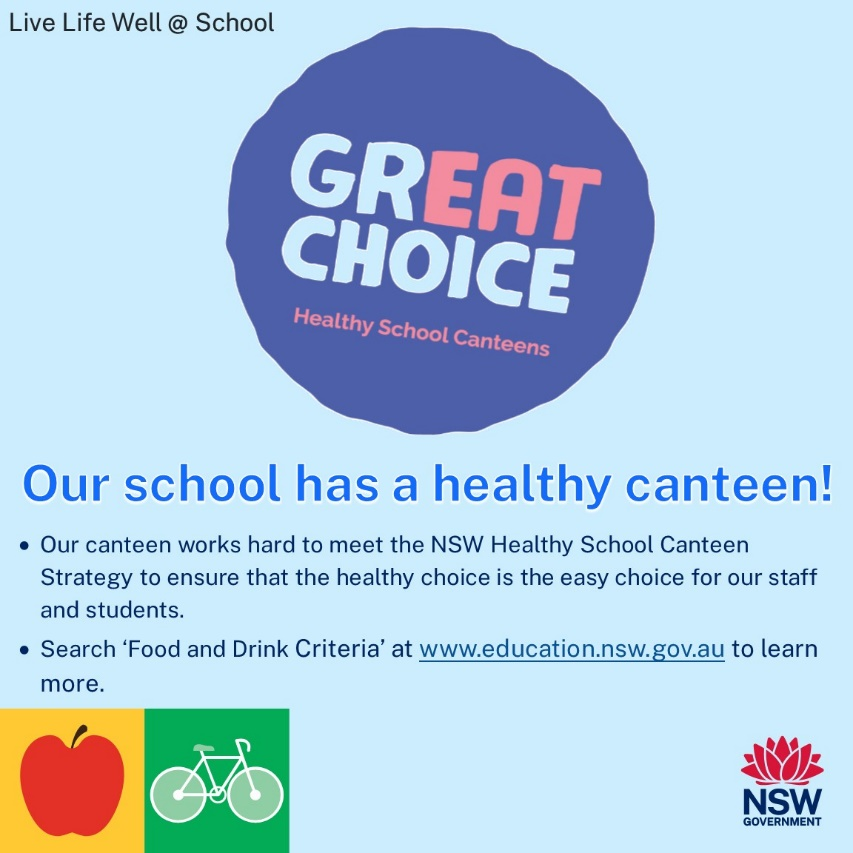 Live Life Well @ School
GREAT
CHOICE
Healthy School Canteens
Our school has a healthy canteen!
• Our canteen works hard to meet the NSW Healthy School Canteen
Strategy to ensure that the healthy choice is the easy choice for our staff
and students.
• Search ‘Food and Drink Criteria’ at www.education.nsw.gov.au to learn
more.
NSW
GOVERNMENT